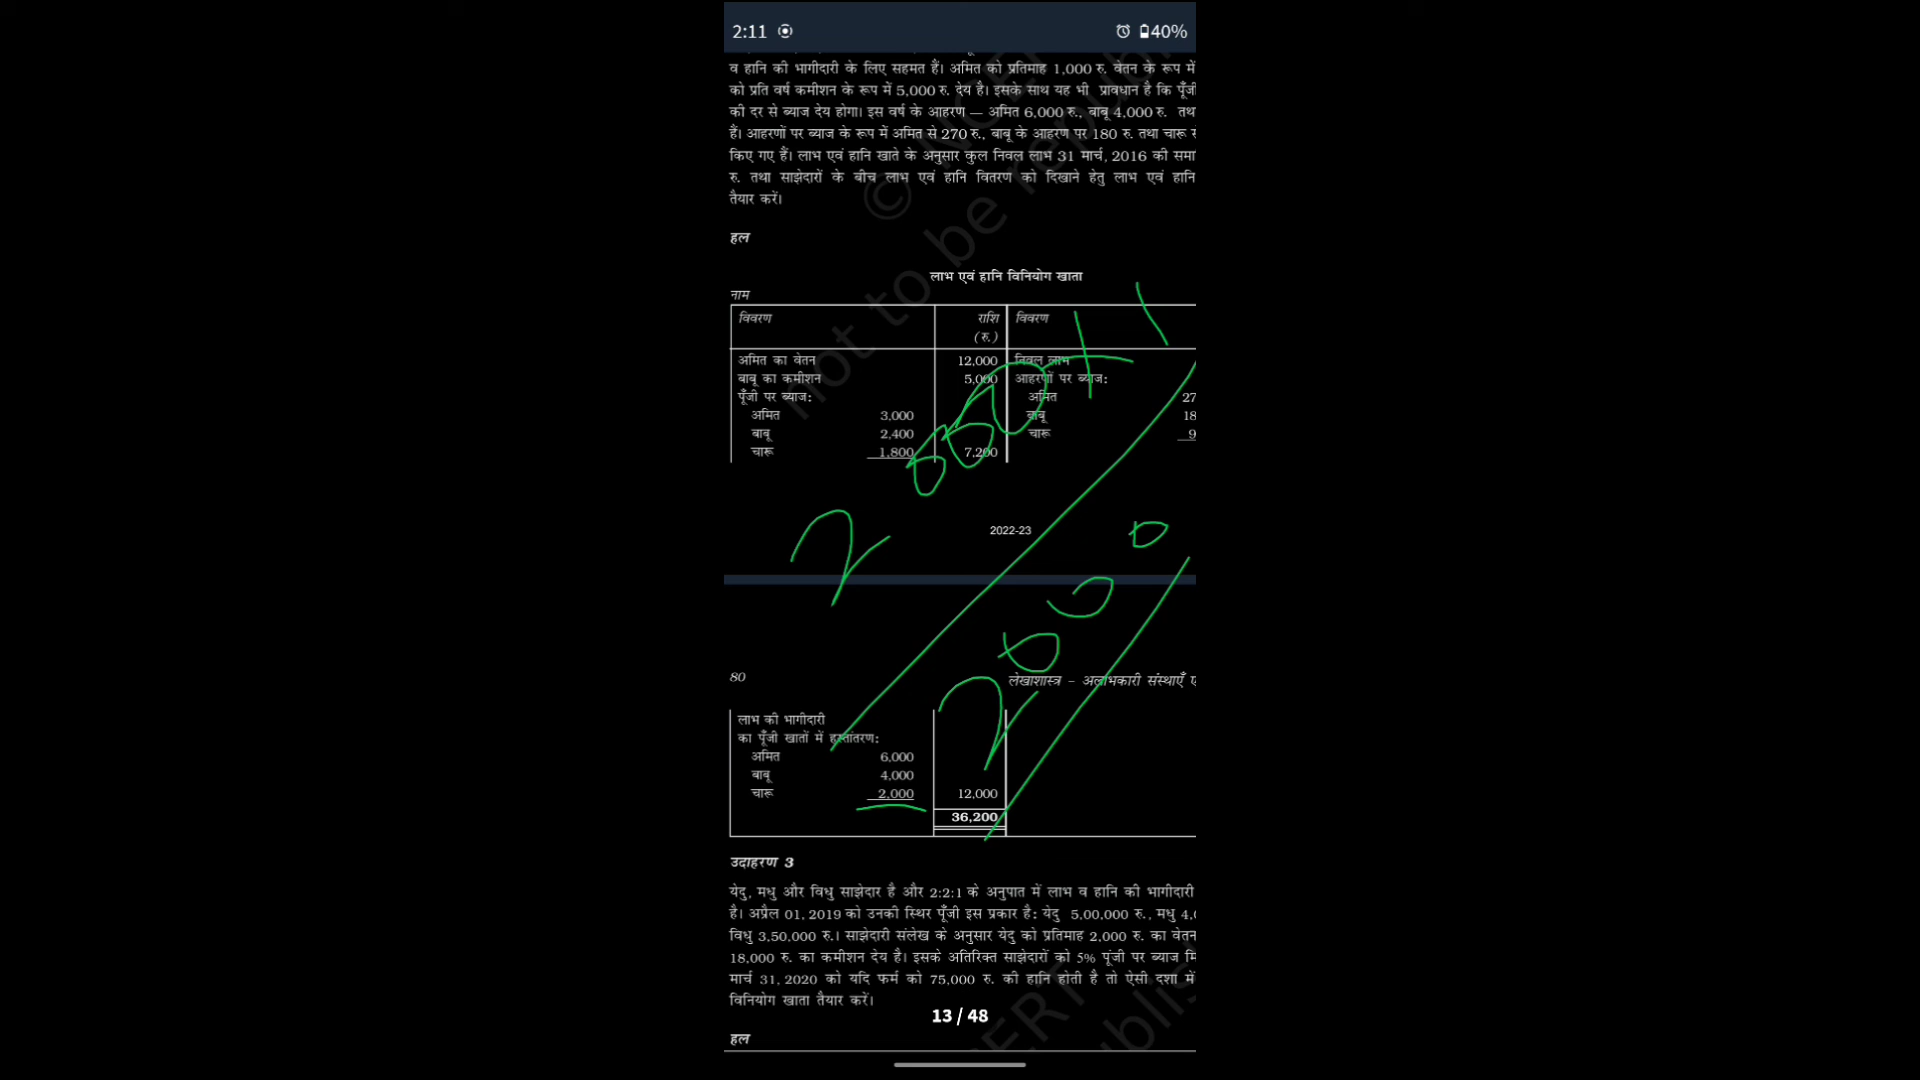 2:11 40%
व हानि की भागीदारी के लिए सहमत हैं। अमित को प्रतिमाह 1,000 रु. वेतन के रूप में
को प्रति वर्ष कमीशन के रूप में 5,000 रु. देय है। इसके साथ यह भी प्रावधान है कि पूँजी
की दर से ब्याज देय होगा। इस वर्ष के आहरण — अमित 6,000 रु., बाबू 4,000 रु.
हैं। आहरणों पर ब्याज के रूप में अमित से 270 रु., बाबू के आहरण पर 180 रु. तथा चारू
किए गए हैं। लाभ एवं हानि खाते के अनुसार कुल निवल लाभ 31 मार्च, 2016 की
रु. तथा साझेदारों के बीच लाभ एवं हानि वितरण को दिखाने हेतु लाभ एवं हानि
तैयार करें।
हल
लाभ एवं हानि विनियोग खाता
नाम
विवरण राशि विवरण
(रु.)
अमित का वेतन 12,000 निवल लाभ
बाबू का कमीशन 5,000 आहरणों पर ब्याज:
पूँजी पर ब्याज: अमित 27
अमित 3,000 बाबू 18
बाबू 2,400 चारू 9
चारू 1,800 7,200
2022-23
80 लेखाशास्त्र – अलाभकारी संस्थाएँ
लाभ की भागीदारी
का पूँजी खातों में हस्तांतरण:
अमित 6,000
बाबू 4,000
चारू 2,000 12,000
36,200
उदाहरण 3
येदु, मधु और विधु साझेदार है और 2:2:1 के अनुपात में लाभ व हानि की भागीदारी
है। अप्रैल 01, 2019 को उनकी स्थिर पूँजी इस प्रकार है: येदु 5,00,000 रु., मधु
विधु 3,50,000 रु.। साझेदारी संलेख के अनुसार येदु को प्रतिमाह 2,000 रु. का वेतन
18,000 रु. का कमीशन देय है। इसके अतिरिक्त साझेदारों को 5% पूंजी पर ब्याज
मार्च 31, 2020 को यदि फर्म को 75,000 रु. की हानि होती है तो ऐसी दशा में
विनियोग खाता तैयार करें।
13 / 48
हल